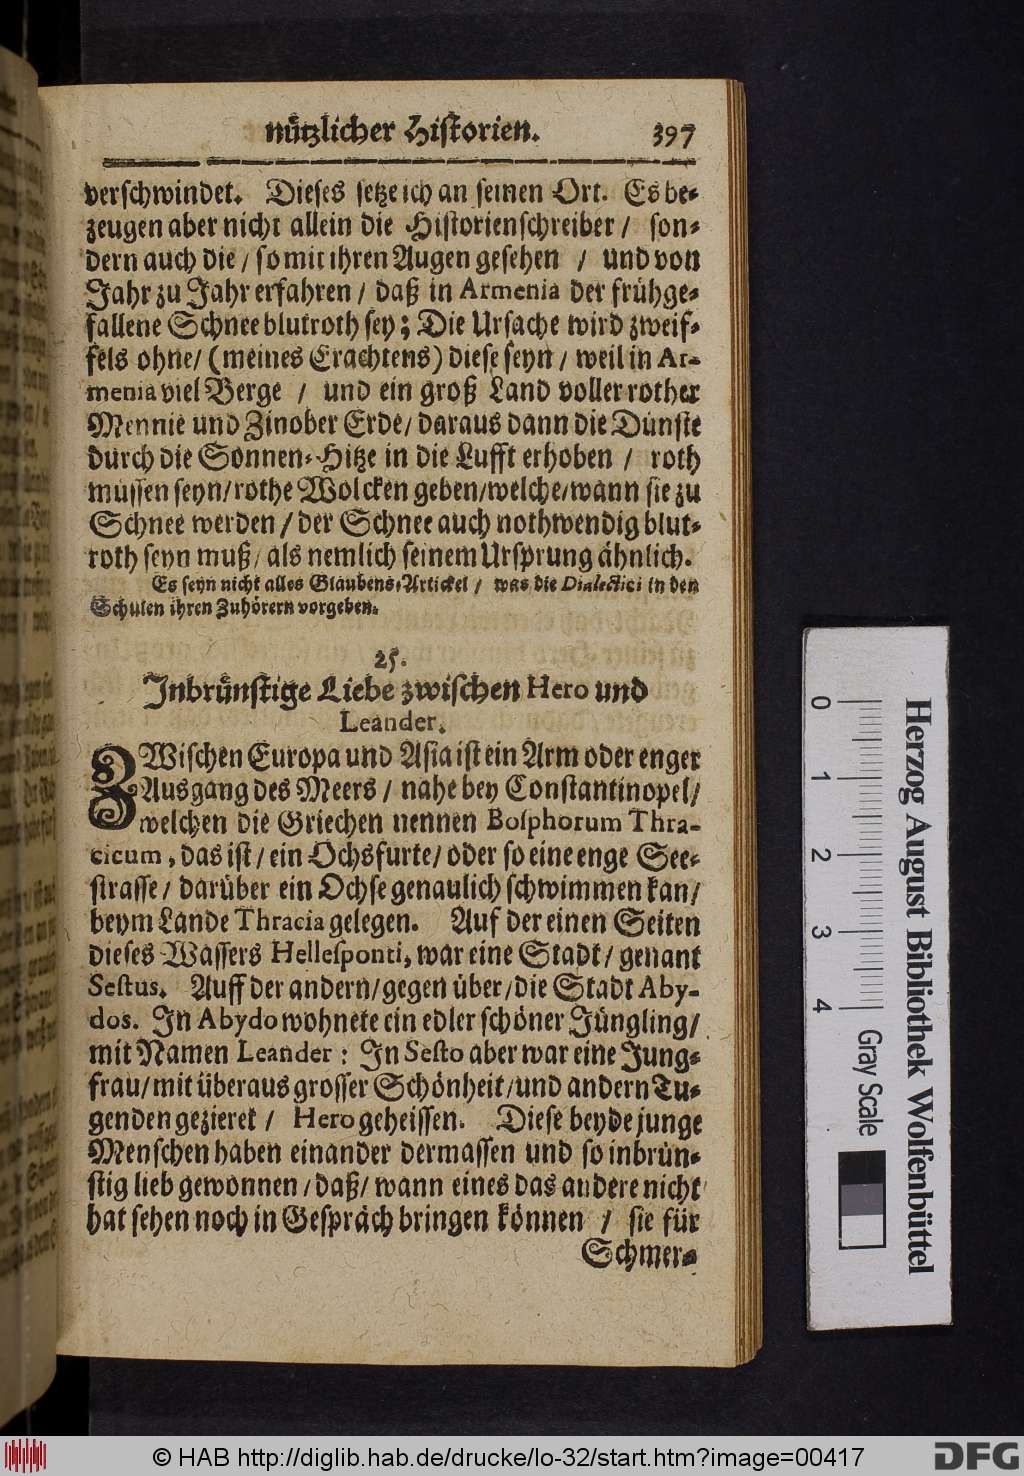 nützlicher Historien. 397
verschwindet. Dieses setze ich an seinen Ort. Es be-
zeugen aber nicht allein die Historienschreiber / son-
dern auch die / so mit ihren Augen gesehen / und von
Jahr zu Jahr erfahren / daß in Armenia der frühge-
fallene Schnee blutroth sey; Die Ursache wird zweif-
fels ohne / (meines Erachtens) diese seyn / weil in Ar-
menia viel Berge / und ein groß Land voller rother
Mennie und Zinober Erde / daraus dann die Dünste
durch die Sonnen-Hitze in die Lufft erhoben / roth
müssen seyn / rothe Wolcken geben / welche / wann sie zu
Schnee werden / der Schnee auch nothwendig blut-
roth seyn muß / als nemlich seinem Ursprung ähnlich.
Es seyn nicht alles Glaubens-Artickel / was die Dialectici in den
Schulen ihren Zuhörern vorgeben.
25.
Inbrünstige Liebe zwischen Hero und
Leander.
ZWischen Europa und Asia ist ein Arm oder enger
Ausgang des Meers / nahe bey Constantinopel /
welchen die Griechen nennen Bosphorum Thra-
cicum, das ist / ein Ochsfurte / oder so eine enge See-
strasse / darüber ein Ochse genaulich schwimmen kan /
beym Lande Thracia gelegen. Auf der einen Seiten
dieses Wassers Hellesponti, war eine Stadt / genant
Sestus. Auff der andern / gegen über / die Stadt Aby-
dos. In Abydo wohnete ein edler schöner Jüngling /
mit Namen Leander: In Sesto aber war eine Jung-
frau / mit überaus grosser Schönheit / und andern Tu-
genden gezieret / Hero geheissen. Diese beyde junge
Menschen haben einander dermassen und so inbrün-
stig lieb gewonnen / daß / wann eines das andere nicht
hat sehen noch in Gespräch bringen können / sie für
Schmer-
0 1 2 3 4
Gray Scale
Herzog August Bibliothek Wolfenbüttel
© HAB http://diglib.hab.de/drucke/lo-32/start.htm?image=00417
DFG